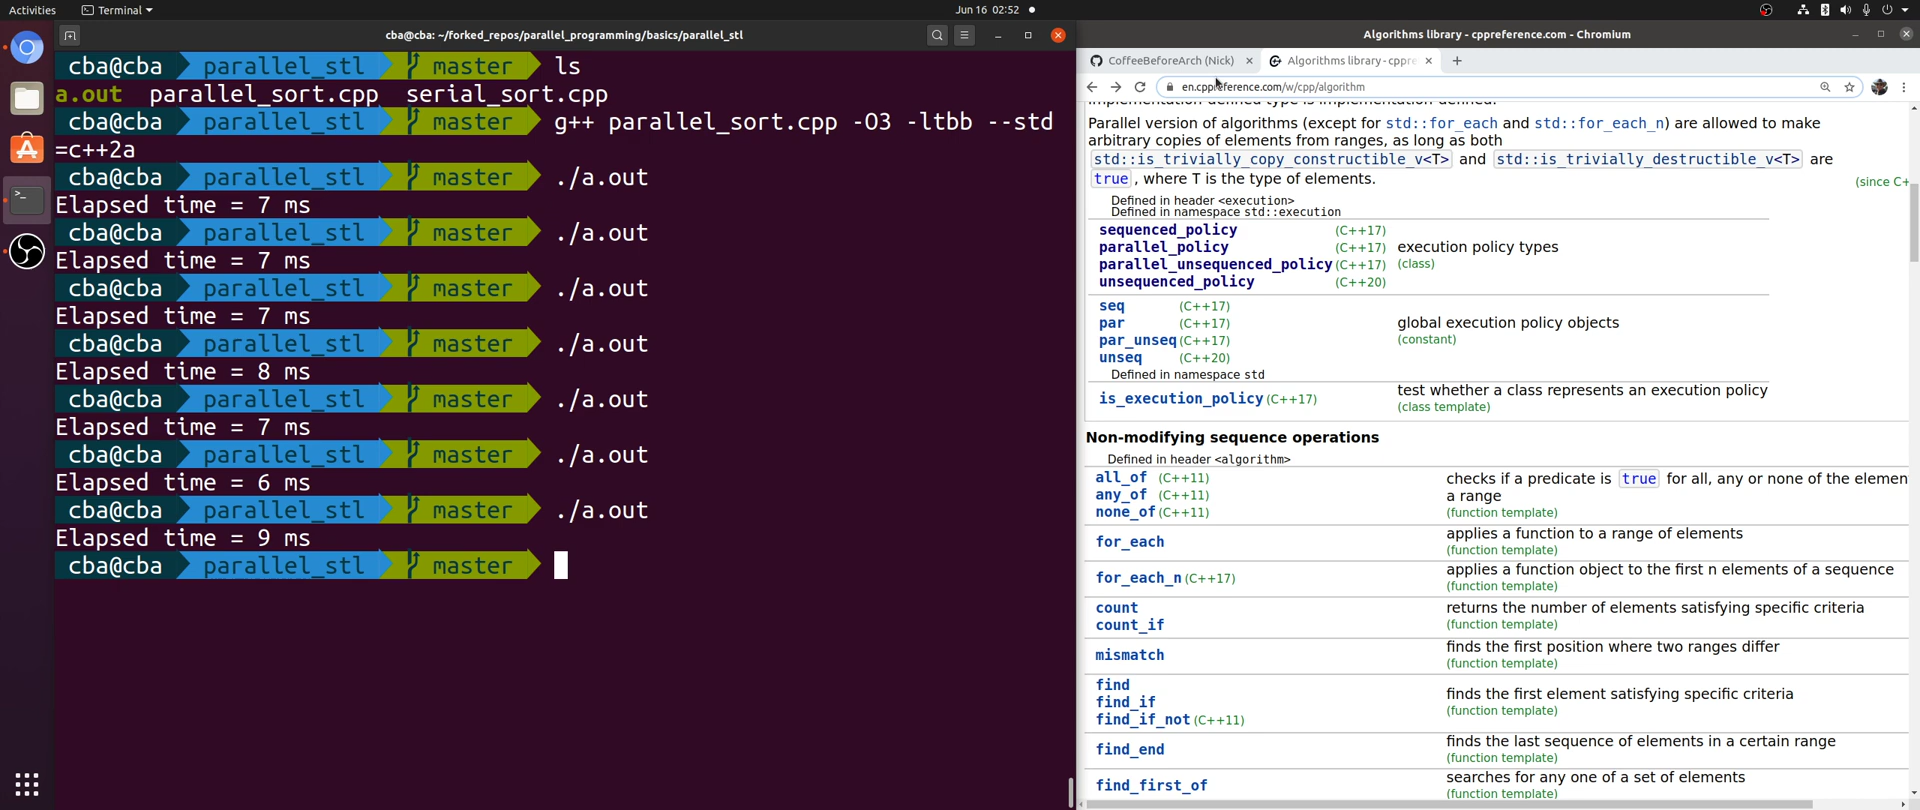 Activities
Terminal
Jun 16 02:52
cba@cba: ~/forked_repos/parallel_programming/basics/parallel_stl
cba@cba parallel_stl master ls
a.out parallel_sort.cpp serial_sort.cpp
cba@cba parallel_stl master g++ parallel_sort.cpp -O3 -ltbb --std
=c++2a
cba@cba parallel_stl master ./a.out
Elapsed time = 7 ms
cba@cba parallel_stl master ./a.out
Elapsed time = 7 ms
cba@cba parallel_stl master ./a.out
Elapsed time = 7 ms
cba@cba parallel_stl master ./a.out
Elapsed time = 8 ms
cba@cba parallel_stl master ./a.out
Elapsed time = 7 ms
cba@cba parallel_stl master ./a.out
Elapsed time = 6 ms
cba@cba parallel_stl master ./a.out
Elapsed time = 9 ms
cba@cba parallel_stl master
Algorithms library - cppreference.com - Chromium
CoffeeBeforeArch (Nick)
Algorithms library - cppre
en.cppreference.com/w/cpp/algorithm
implementation-defined type is implementation-defined.
Parallel version of algorithms (except for std::for_each and std::for_each_n) are allowed to make
arbitrary copies of elements from ranges, as long as both
std::is_trivially_copy_constructible_v<T> and std::is_trivially_destructible_v<T> are
true, where T is the type of elements.
(since C+
Defined in header <execution>
Defined in namespace std::execution
sequenced_policy (C++17)
parallel_policy (C++17) execution policy types
parallel_unsequenced_policy (C++17) (class)
unsequenced_policy (C++20)
seq (C++17)
par (C++17) global execution policy objects
par_unseq (C++17) (constant)
unseq (C++20)
Defined in namespace std
is_execution_policy (C++17) test whether a class represents an execution policy
(class template)
Non-modifying sequence operations
Defined in header <algorithm>
all_of (C++11) checks if a predicate is true for all, any or none of the elemen
any_of (C++11) a range
none_of (C++11) (function template)
for_each applies a function to a range of elements
(function template)
for_each_n (C++17) applies a function object to the first n elements of a sequence
(function template)
count returns the number of elements satisfying specific criteria
count_if (function template)
mismatch finds the first position where two ranges differ
(function template)
find
find_if finds the first element satisfying specific criteria
find_if_not (C++11) (function template)
find_end finds the last sequence of elements in a certain range
(function template)
find_first_of searches for any one of a set of elements
(function template)